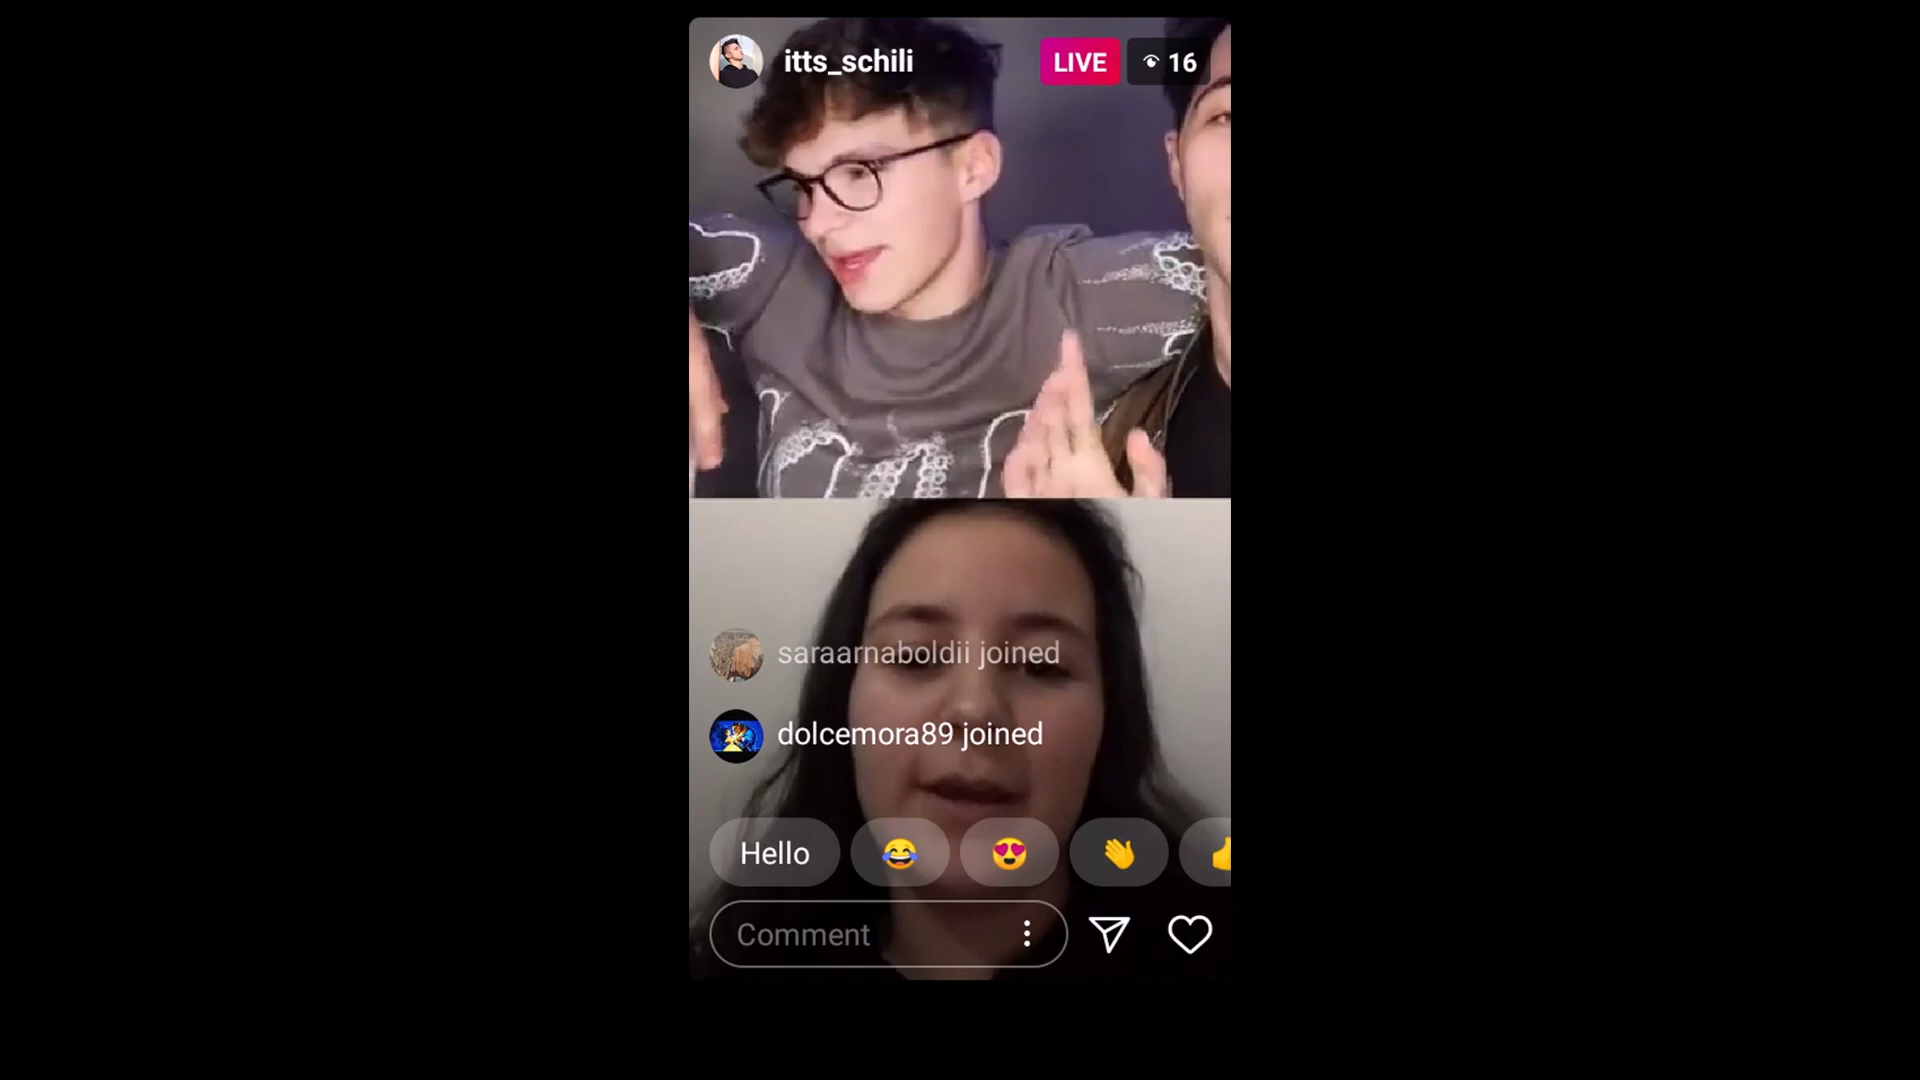 itts_schili
LIVE
16
saraarnaboldii joined
dolcemora89 joined
Hello
Comment